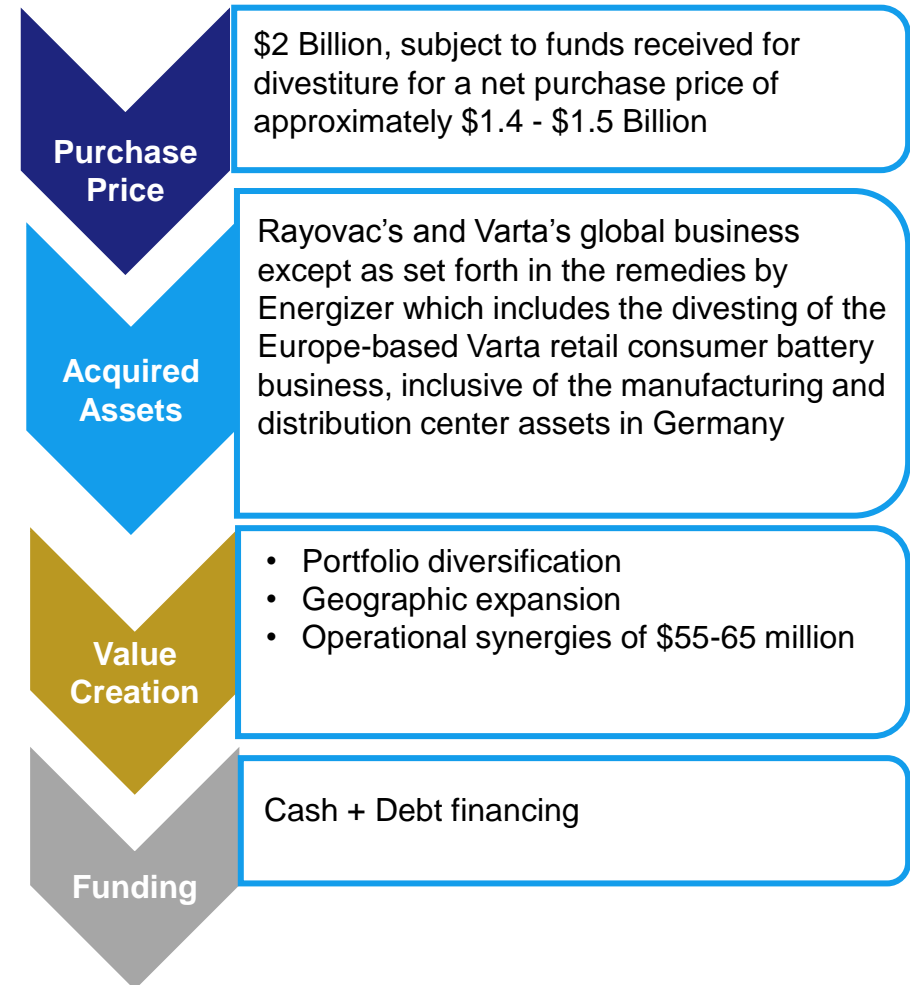 Purchase
Price
$2 Billion, subject to funds received for
divestiture for a net purchase price of
approximately $1.4 - $1.5 Billion
Acquired
Assets
Rayovac’s and Varta’s global business
except as set forth in the remedies by
Energizer which includes the divesting of the
Europe-based Varta retail consumer battery
business, inclusive of the manufacturing and
distribution center assets in Germany
Value
Creation
• Portfolio diversification
• Geographic expansion
• Operational synergies of $55-65 million
Funding
Cash + Debt financing